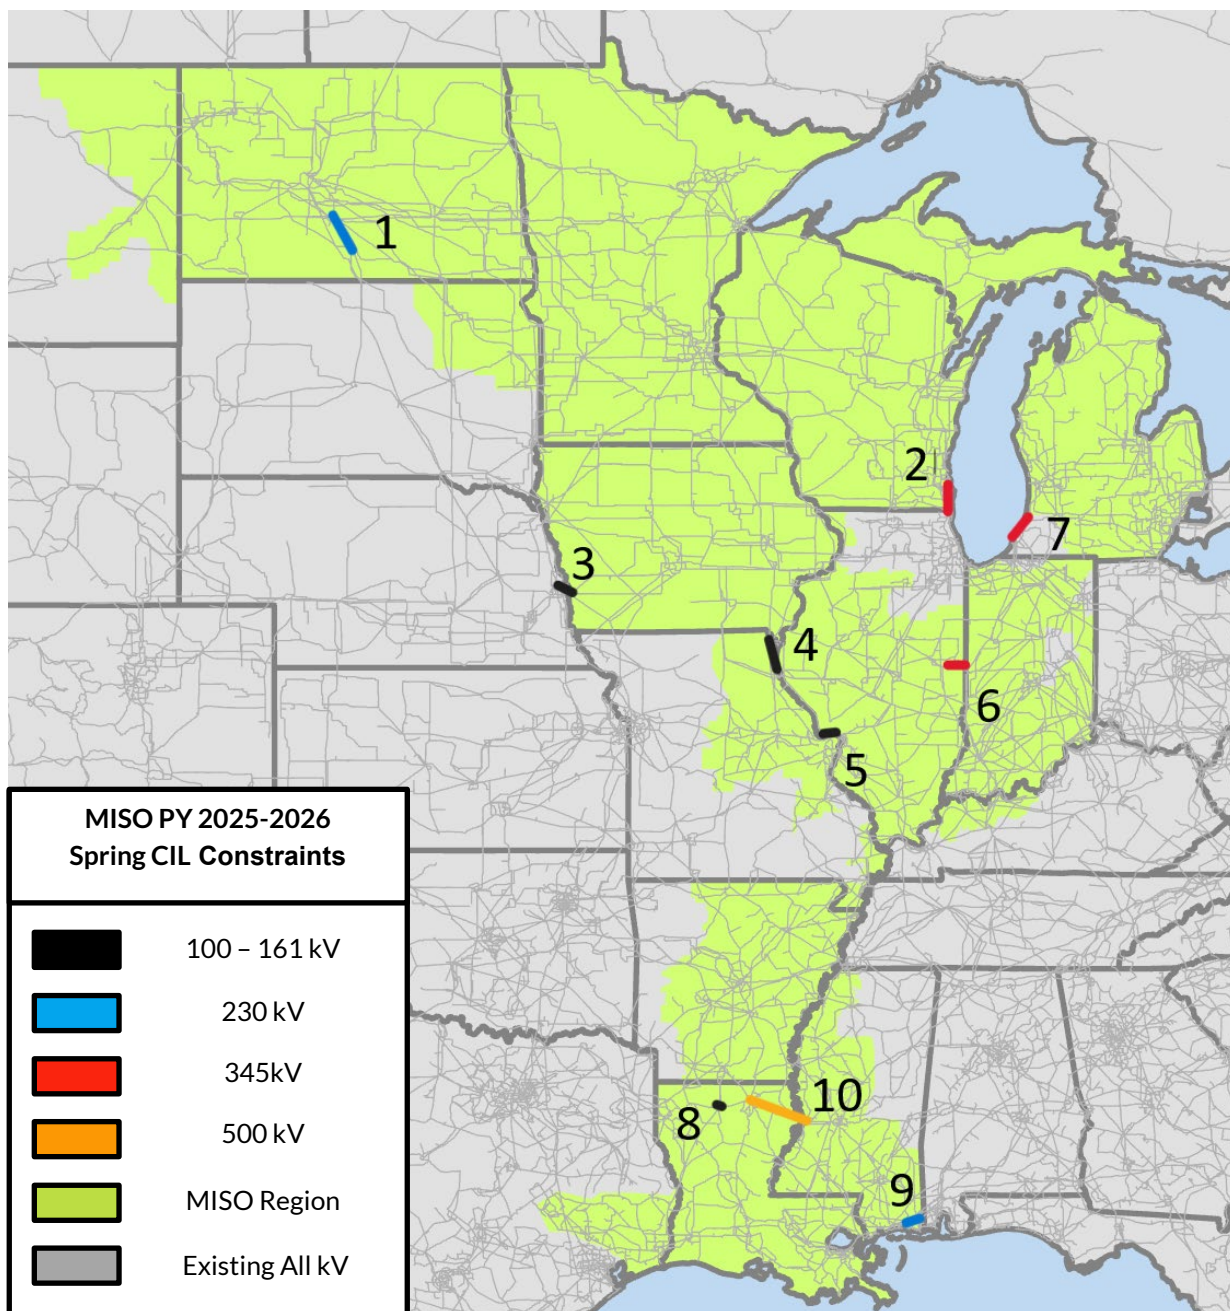 1
2
7
3
4
6
5
MISO PY 2025-2026
Spring CIL Constraints
100 – 161 kV
230 kV
345kV
500 kV
MISO Region
Existing All kV
10
8
9